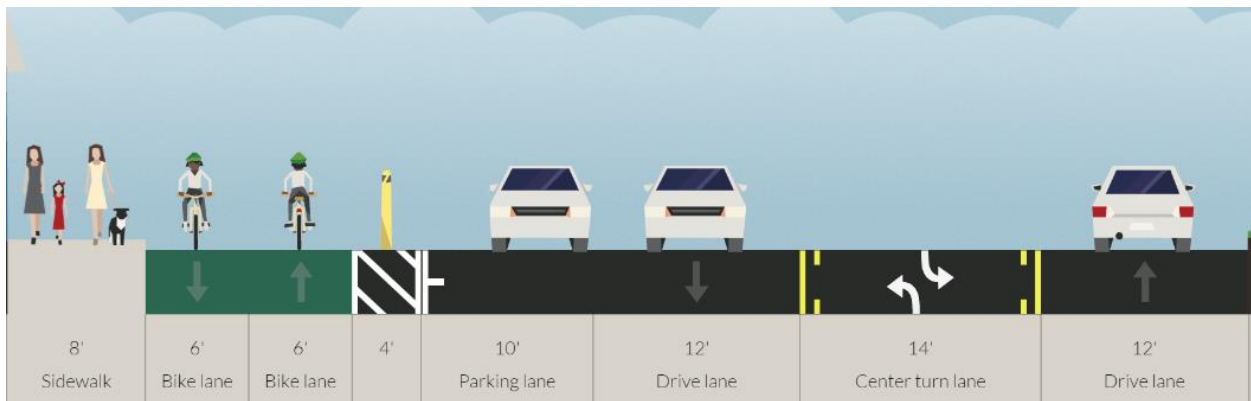 8' 6' 6' 4' 10' 12' 14' 12'
Sidewalk Bike lane Bike lane Parking lane Drive lane Center turn lane Drive lane